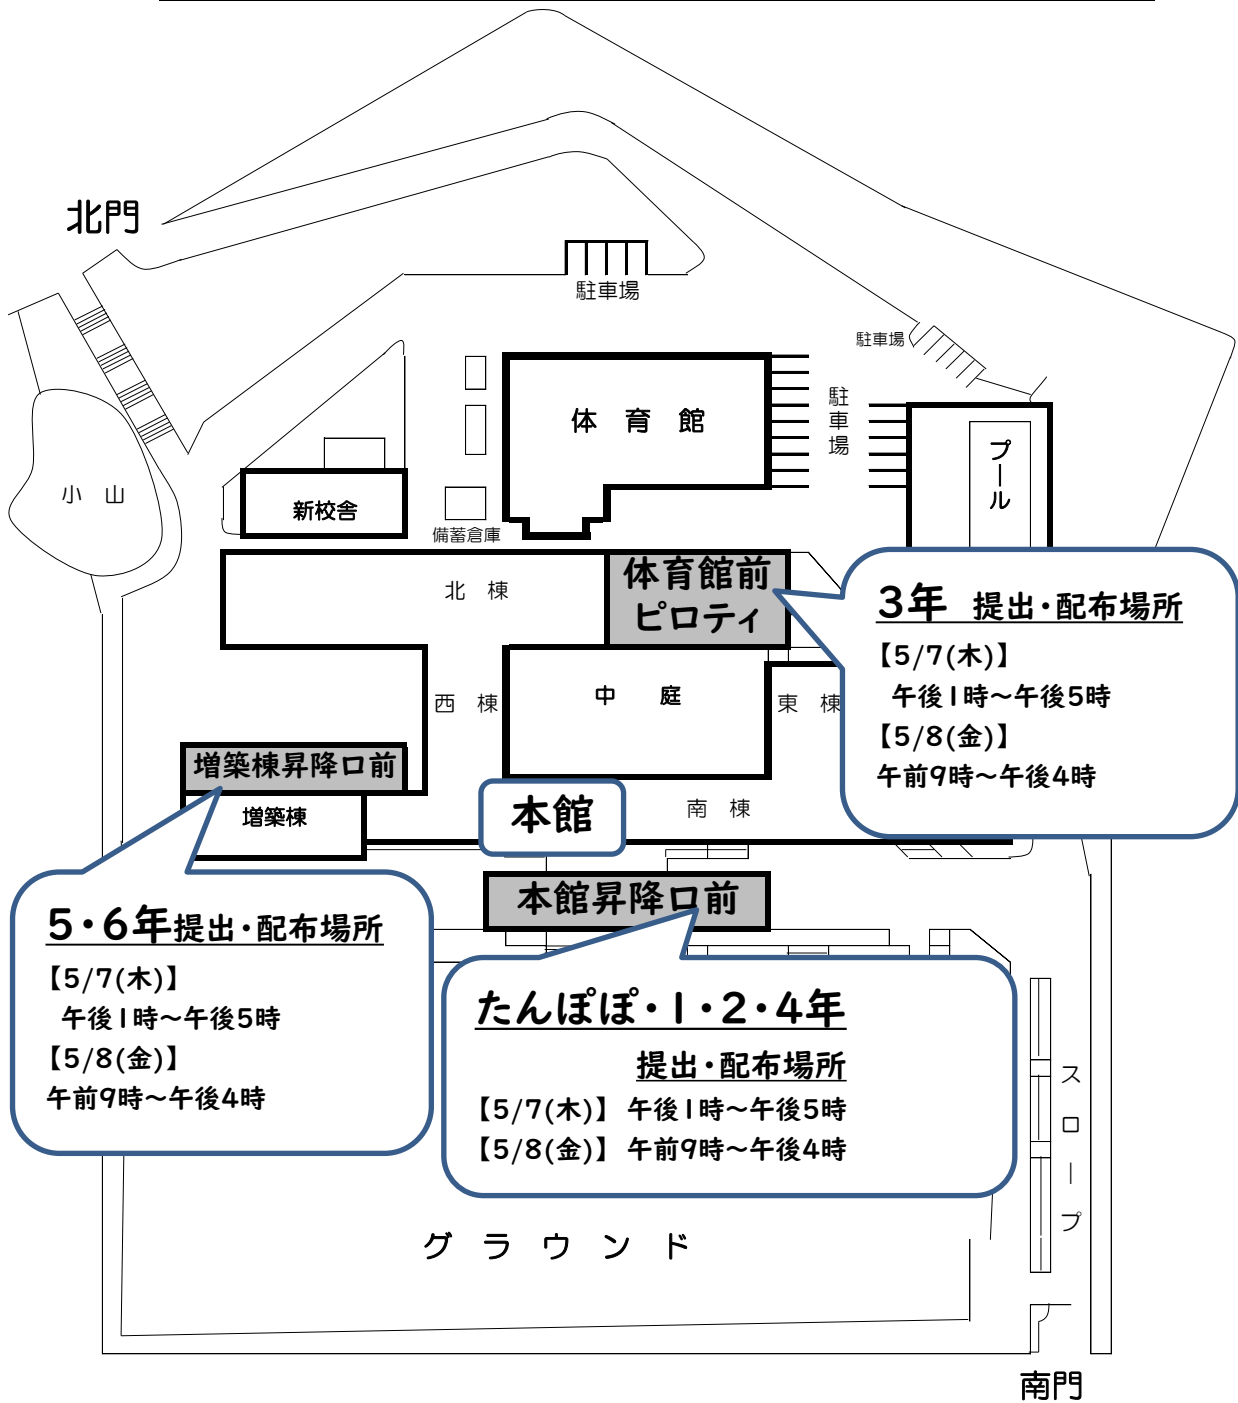 北門
駐車場
駐車場
駐車場
体育館
プール
小山
新校舎
備蓄倉庫
北棟
体育館前
ピロティ
3年 提出・配布場所
【5/7(木)】
午後1時～午後5時
【5/8(金)】
午前9時～午後4時
西棟
中庭
東棟
増築棟昇降口前
増築棟
本館
南棟
本館昇降口前
5・6年提出・配布場所
【5/7(木)】
午後1時～午後5時
【5/8(金)】
午前9時～午後4時
たんぽぽ・1・2・4年
提出・配布場所
【5/7(木)】 午後1時～午後5時
【5/8(金)】 午前9時～午後4時
スロープ
グラウンド
南門